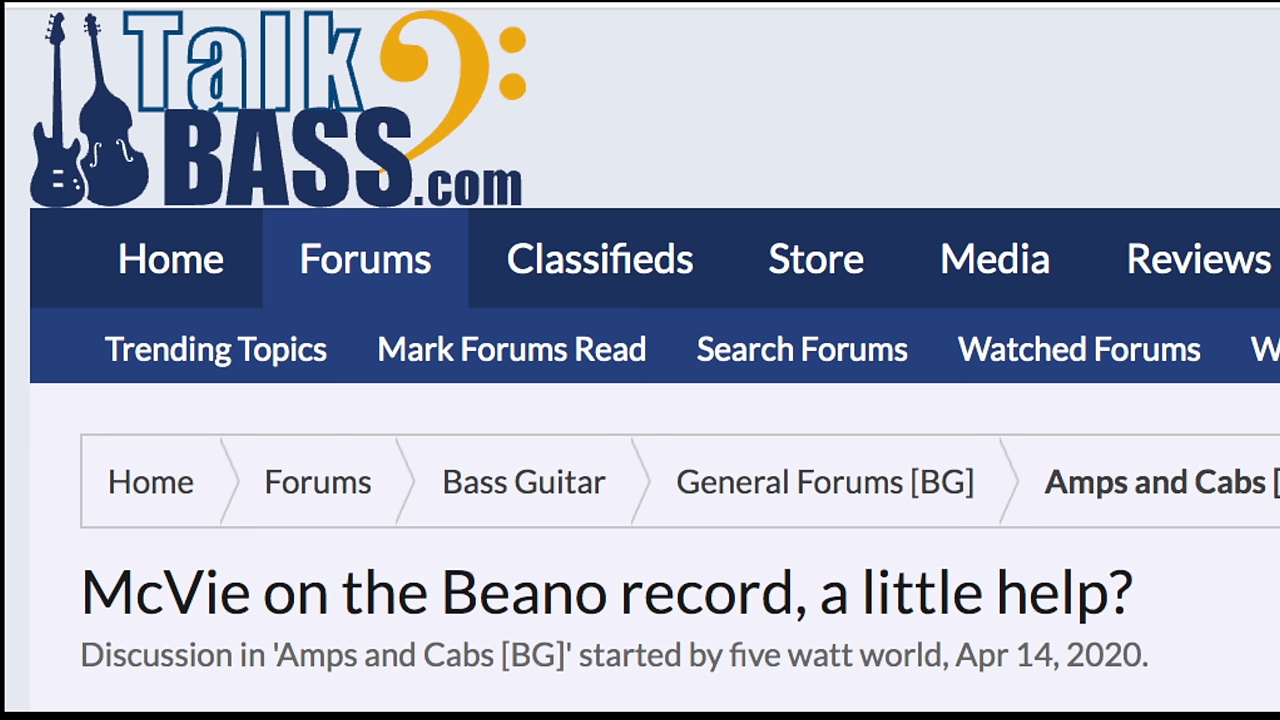 Talk
BASS.com
Home Forums Classifieds Store Media Reviews
Trending Topics Mark Forums Read Search Forums Watched Forums W
Home Forums Bass Guitar General Forums [BG] Amps and Cabs [
McVie on the Beano record, a little help?
Discussion in 'Amps and Cabs [BG]' started by five watt world, Apr 14, 2020.